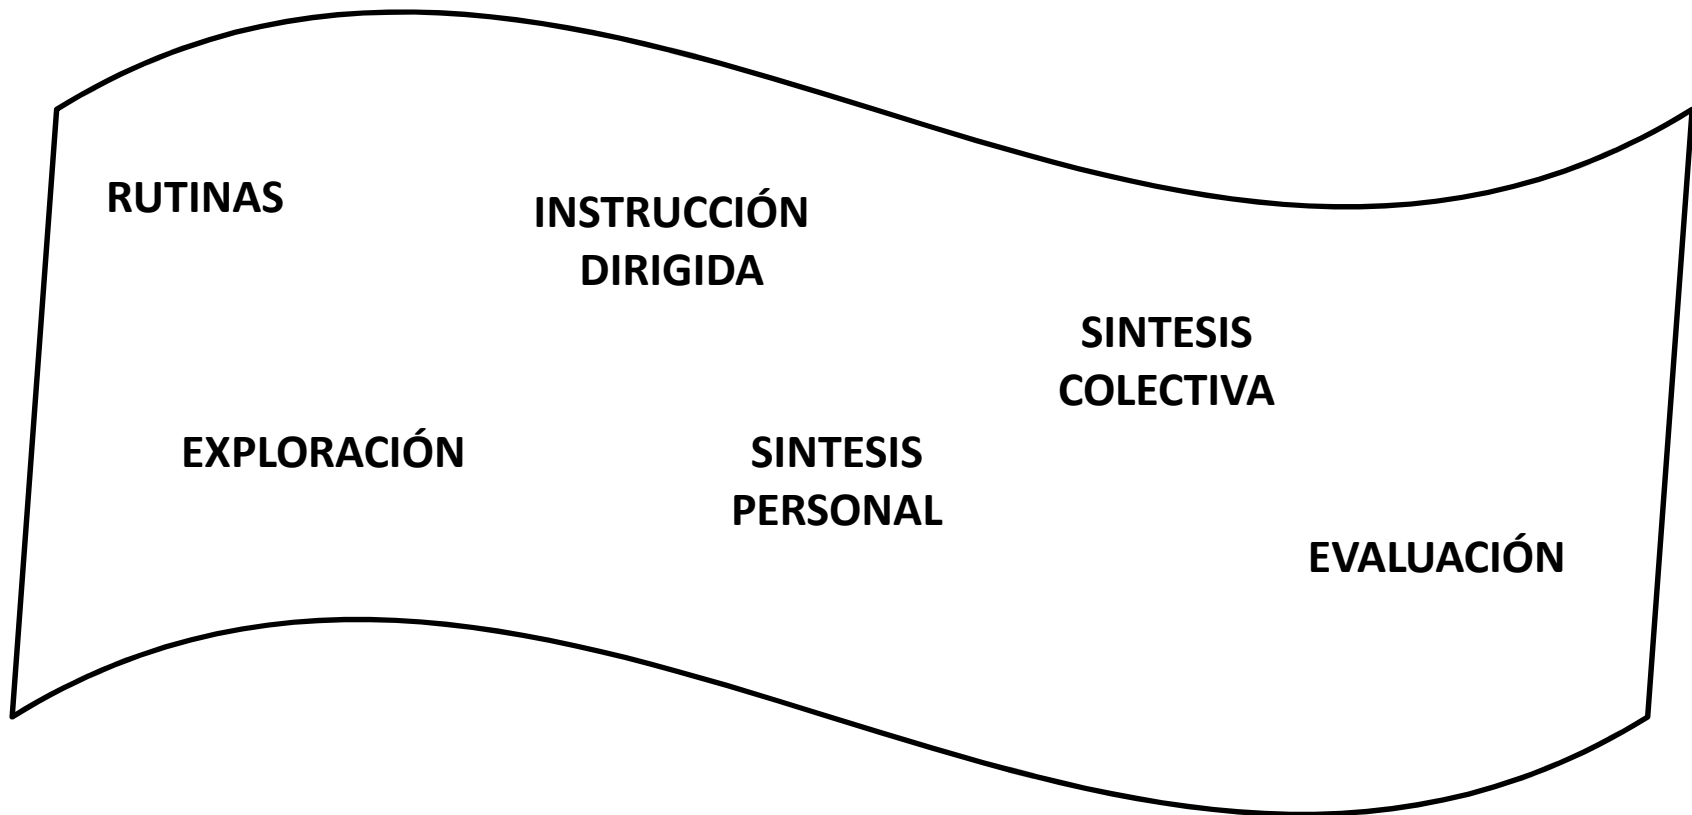 RUTINAS
INSTRUCCIÓN
DIRIGIDA
SINTESIS
COLECTIVA
EXPLORACIÓN
SINTESIS
PERSONAL
EVALUACIÓN